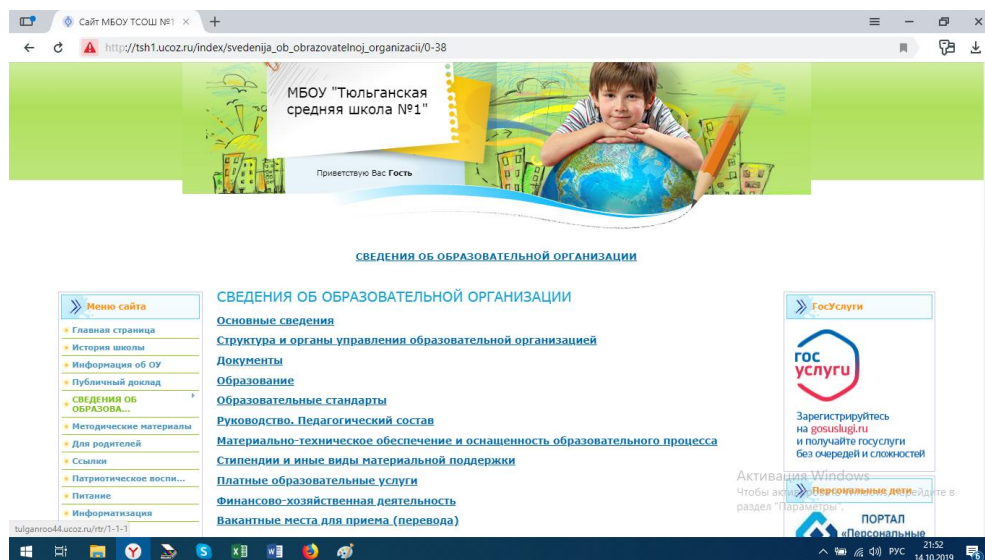 Сайт МБОУ ТСОШ №1
http://tsh1.ucoz.ru/index/svedenija_ob_obrazovatelnoj_organizacii/0-38
МБОУ "Тюльганская
средняя школа №1"
Приветствую Вас Гость
СВЕДЕНИЯ ОБ ОБРАЗОВАТЕЛЬНОЙ ОРГАНИЗАЦИИ
Меню сайта
Главная страница
История школы
Информация об ОУ
Публичный доклад
СВЕДЕНИЯ ОБ
ОБРАЗОВА...
Методические материалы
Для родителей
Ссылки
Патриотическое воспи...
Питание
Информатизация
СВЕДЕНИЯ ОБ ОБРАЗОВАТЕЛЬНОЙ ОРГАНИЗАЦИИ
Основные сведения
Структура и органы управления образовательной организацией
Документы
Образование
Образовательные стандарты
Руководство. Педагогический состав
Материально-техническое обеспечение и оснащенность образовательного процесса
Стипендии и иные виды материальной поддержки
Платные образовательные услуги
Финансово-хозяйственная деятельность
Вакантные места для приема (перевода)
ГосУслуги
гос
услуги
Зарегистрируйтесь
на gosuslugi.ru
и получайте госуслуги
без очередей и сложностей
Активация Windows
Чтобы активировать Windows, перейдите в
раздел "Параметры".
Персональные дети
ПОРТАЛ
«Персональные
tulganroo44.ucoz.ru/rtr/1-1-1
РУС
21:52
14.10.2019